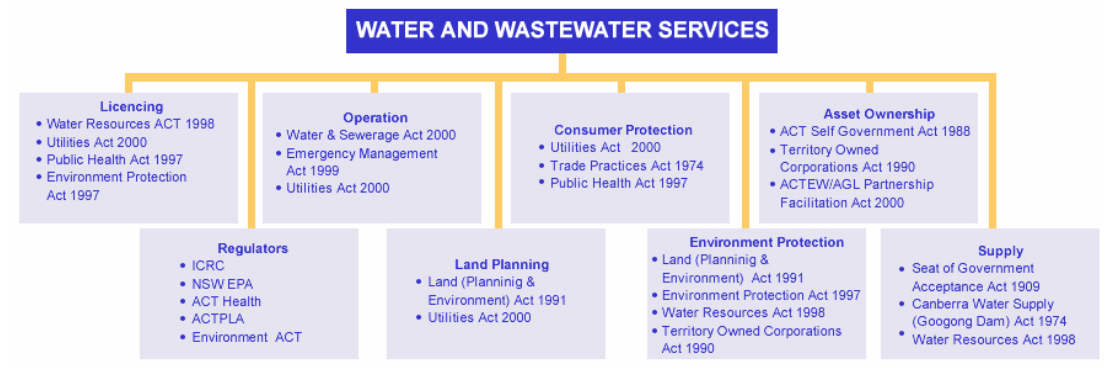 WATER AND WASTEWATER SERVICES
Licencing
• Water Resources ACT 1998
• Utilities Act 2000
• Public Health Act 1997
• Environment Protection
Act 1997
Operation
• Water & Sewerage Act 2000
• Emergency Management
Act 1999
• Utilities Act 2000
Consumer Protection
• Utilities Act 2000
• Trade Practices Act 1974
• Public Health Act 1997
Asset Ownership
• ACT Self Government Act 1988
• Territory Owned
Corporations Act 1990
• ACTEW/AGL Partnership
Facilitation Act 2000
Regulators
• ICRC
• NSW EPA
• ACT Health
• ACTPLA
• Environment ACT
Land Planning
• Land (Planninig &
Environment) Act 1991
• Utilities Act 2000
Environment Protection
• Land (Planninig &
Environment) Act 1991
• Environment Protection Act 1997
• Water Resources Act 1998
• Territory Owned Corporations
Act 1990
Supply
• Seat of Government
Acceptance Act 1909
• Canberra Water Supply
(Googong Dam) Act 1974
• Water Resources Act 1998